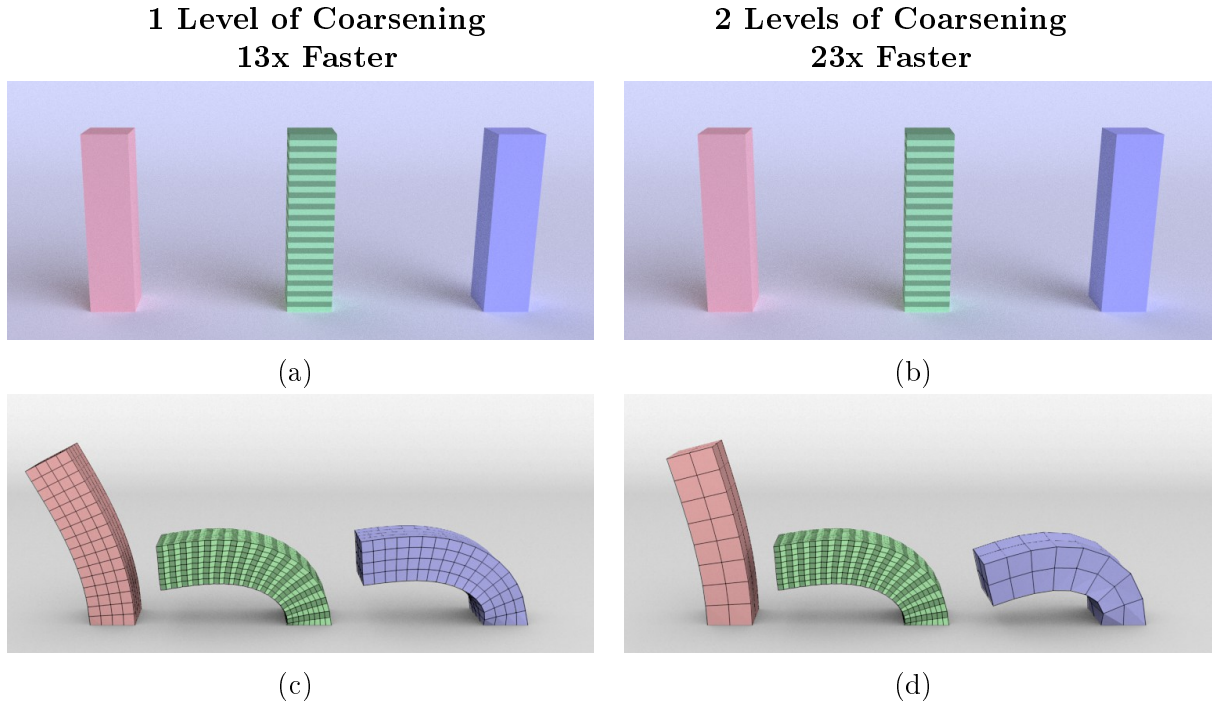 1 Level of Coarsening
13x Faster
2 Levels of Coarsening
23x Faster
(a)
(b)
(c)
(d)